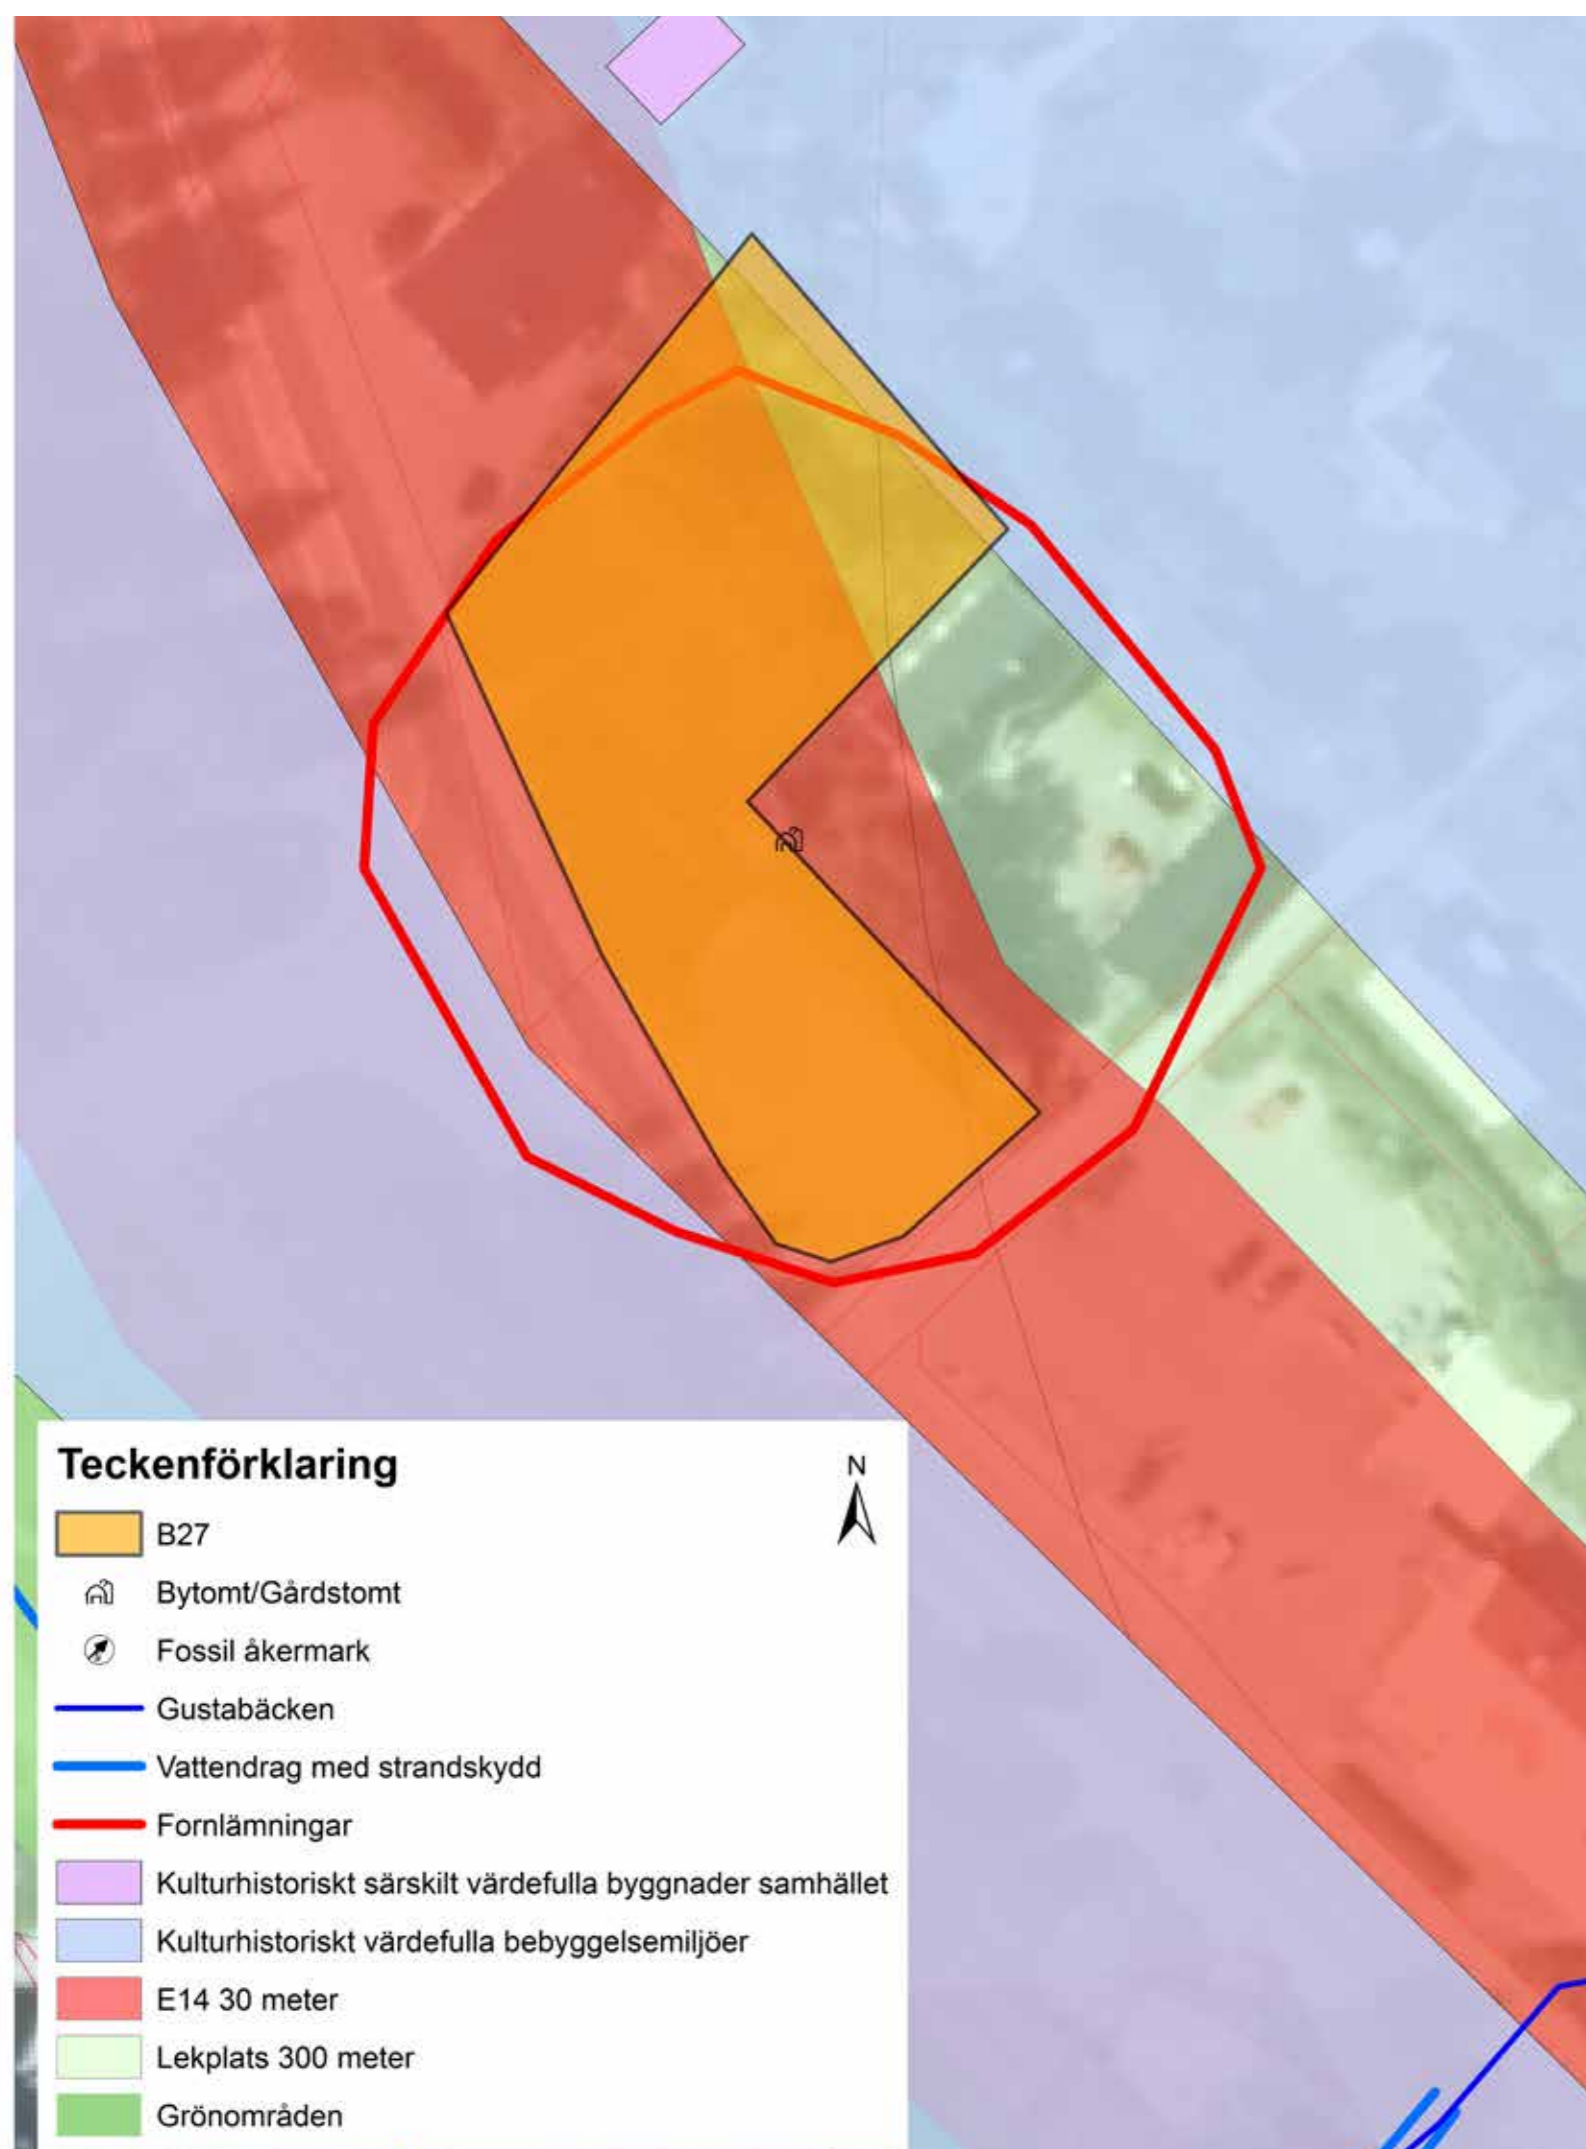 Teckenförklaring
N
B27
Bytomt/Gårdstomt
Fossil åkermark
Gustabäcken
Vattendrag med strandskydd
Fornlämningar
Kulturhistoriskt särskilt värdefulla byggnader samhället
Kulturhistoriskt värdefulla bebyggelsemiljöer
E14 30 meter
Lekplats 300 meter
Grönområden